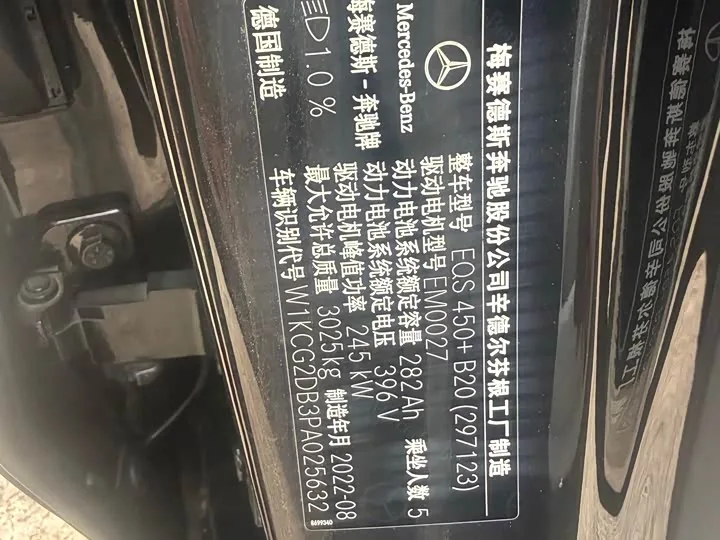 梅赛德斯奔驰股份公司辛德尔芬根工厂制造
Mercedes-Benz
梅赛德斯-奔驰牌
1.0 %
德国制造
整车型号 EQS 450+ B20 (297123)
驱动电机型号 EM0027
动力电池系统额定容量 282Ah 乘坐人数 5
动力电池系统额定电压 396 V
驱动电机峰值功率 245 kW
最大允许总质量 3025kg 制造年月 2022-08
车辆识别代号 W1KCG2DB3PA025632
8699340